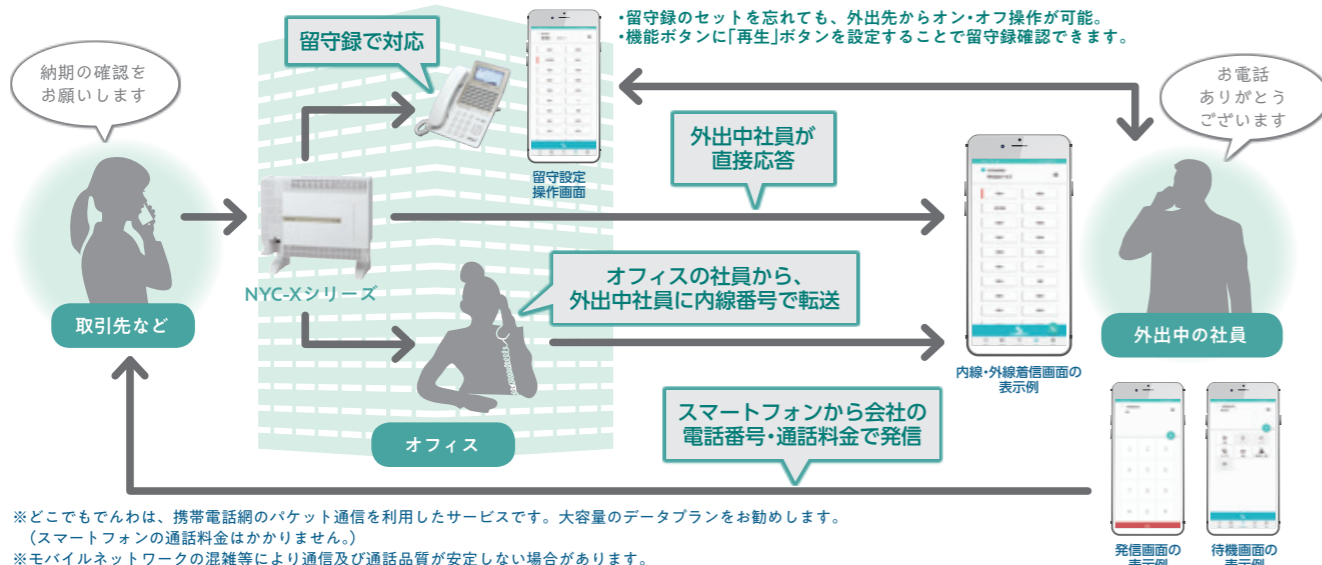 ・留守録のセットを忘れても、外出先からオン・オフ操作が可能。
・機能ボタンに「再生」ボタンを設定することで留守録確認できます。
留守録で対応
納期の確認を
お願いします
お電話
ありがとう
ございます
外出中社員が
直接応答
留守設定
操作画面
NYC-Xシリーズ
オフィスの社員から、
外出中社員に内線番号で転送
取引先など
外出中の社員
内線・外線着信画面の
表示例
スマートフォンから会社の
電話番号・通話料金で発信
オフィス
※どこでもでんわは、携帯電話網のパケット通信を利用したサービスです。大容量のデータプランをお勧めします。
（スマートフォンの通話料金はかかりません。）
※モバイルネットワークの混雑等により通信及び通話品質が安定しない場合があります。
発信画面の
表示例
待機画面の
表示例